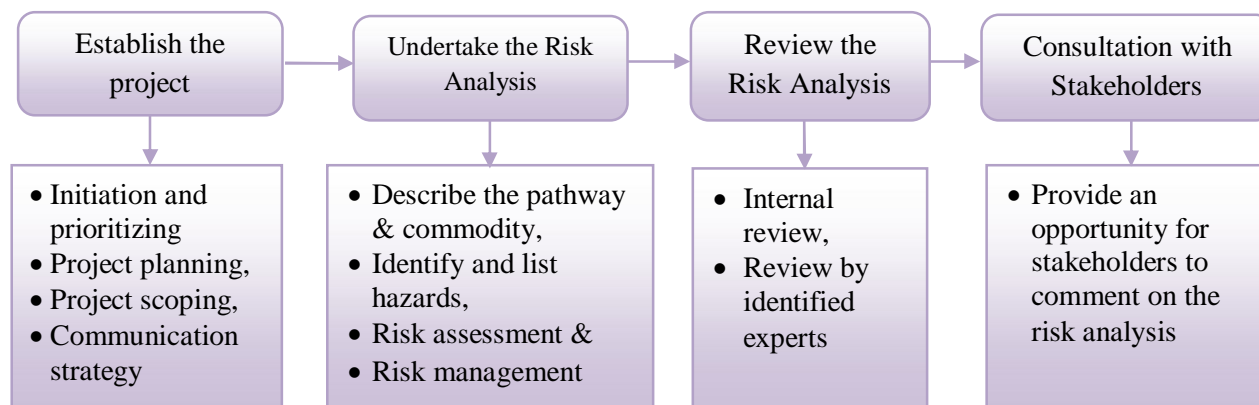 Establish the
project
Undertake the Risk
Analysis
Review the
Risk Analysis
Consultation with
Stakeholders
• Initiation and
prioritizing
• Project planning,
• Project scoping,
• Communication
strategy
• Describe the pathway
& commodity,
• Identify and list
hazards,
• Risk assessment &
• Risk management
• Internal
review,
• Review by
identified
experts
• Provide an
opportunity for
stakeholders to
comment on the
risk analysis